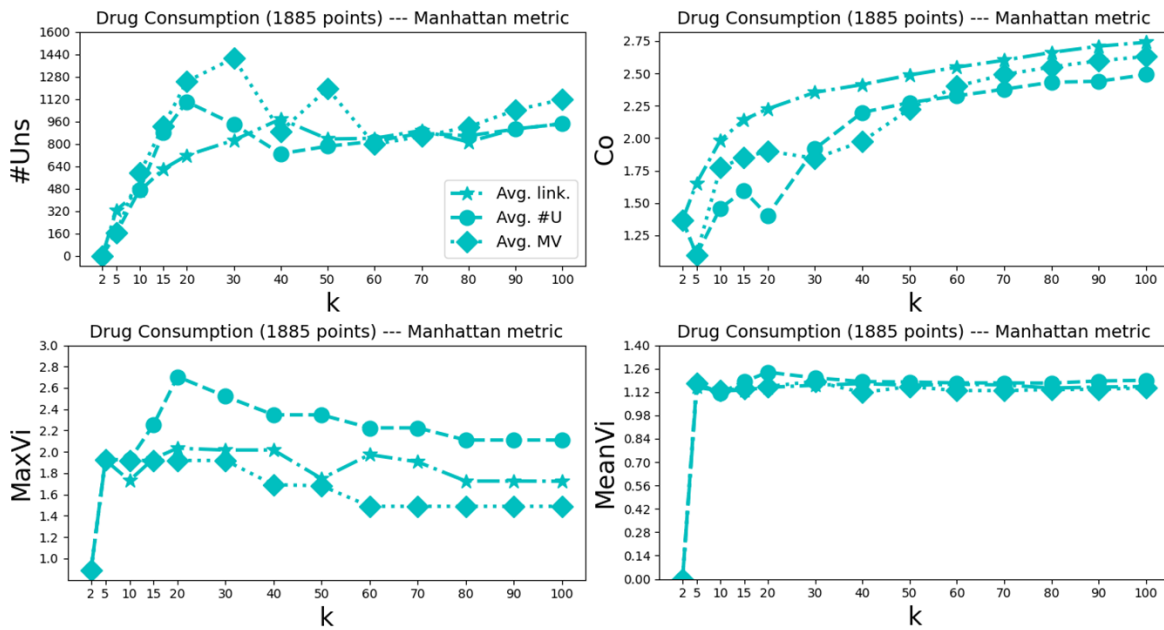 Drug Consumption (1885 points) --- Manhattan metric
1600
1440
1280
1120
960
800
640
480
320
160
0
#Uns
Avg. link.
Avg. #U
Avg. MV
2 5 10 15 20 30 40 50 60 70 80 90 100
k
Drug Consumption (1885 points) --- Manhattan metric
2.75
2.50
2.25
2.00
1.75
1.50
1.25
Co
2 5 10 15 20 30 40 50 60 70 80 90 100
k
Drug Consumption (1885 points) --- Manhattan metric
3.0
2.8
2.6
2.4
2.2
2.0
1.8
1.6
1.4
1.2
1.0
MaxVi
2 5 10 15 20 30 40 50 60 70 80 90 100
k
Drug Consumption (1885 points) --- Manhattan metric
1.40
1.26
1.12
0.98
0.84
0.70
0.56
0.42
0.28
0.14
0.00
MeanVi
2 5 10 15 20 30 40 50 60 70 80 90 100
k